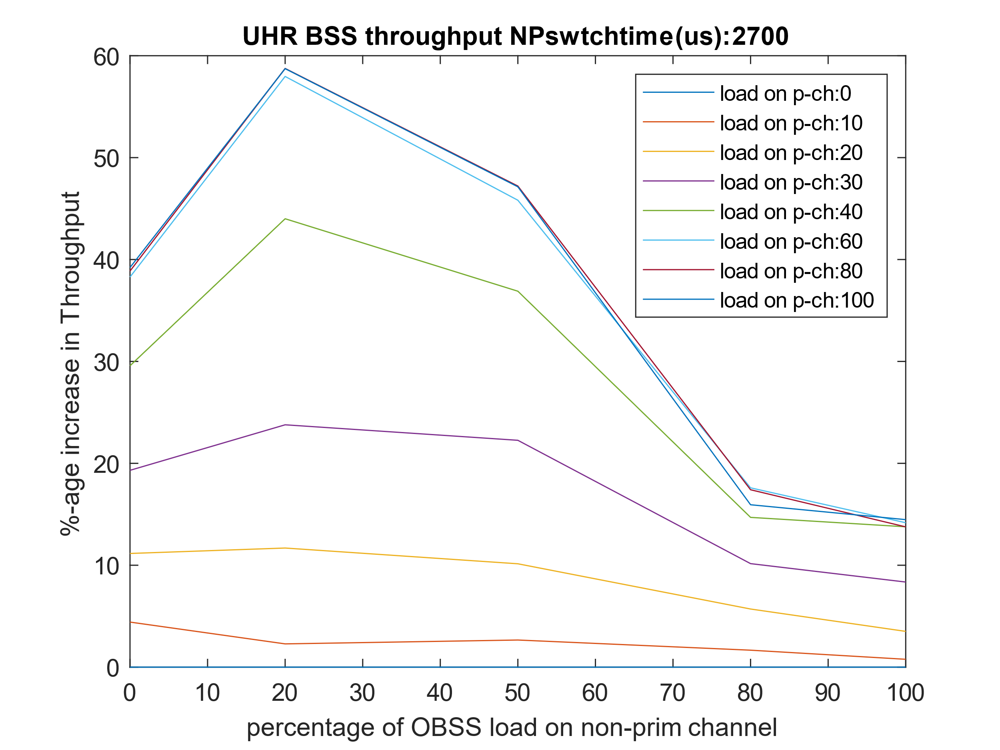 UHR BSS throughput NPswtchtime(us):2700
60
50
40
30
20
10
0
%-age increase in Throughput
load on p-ch:0
load on p-ch:10
load on p-ch:20
load on p-ch:30
load on p-ch:40
load on p-ch:60
load on p-ch:80
load on p-ch:100
0 10 20 30 40 50 60 70 80 90 100
percentage of OBSS load on non-prim channel